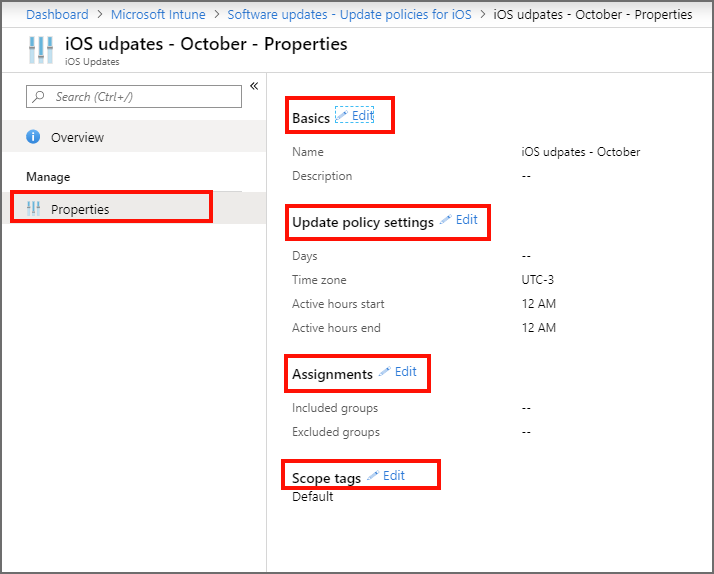 Dashboard > Microsoft Intune > Software updates - Update policies for iOS > iOS udpates - October - Properties
iOS udpates - October - Properties
iOS Updates
Search (Ctrl+/)
«
Overview
Manage
Properties
Basics Edit
Name iOS udpates - October
Description --
Update policy settings Edit
Days --
Time zone UTC-3
Active hours start 12 AM
Active hours end 12 AM
Assignments Edit
Included groups --
Excluded groups --
Scope tags Edit
Default